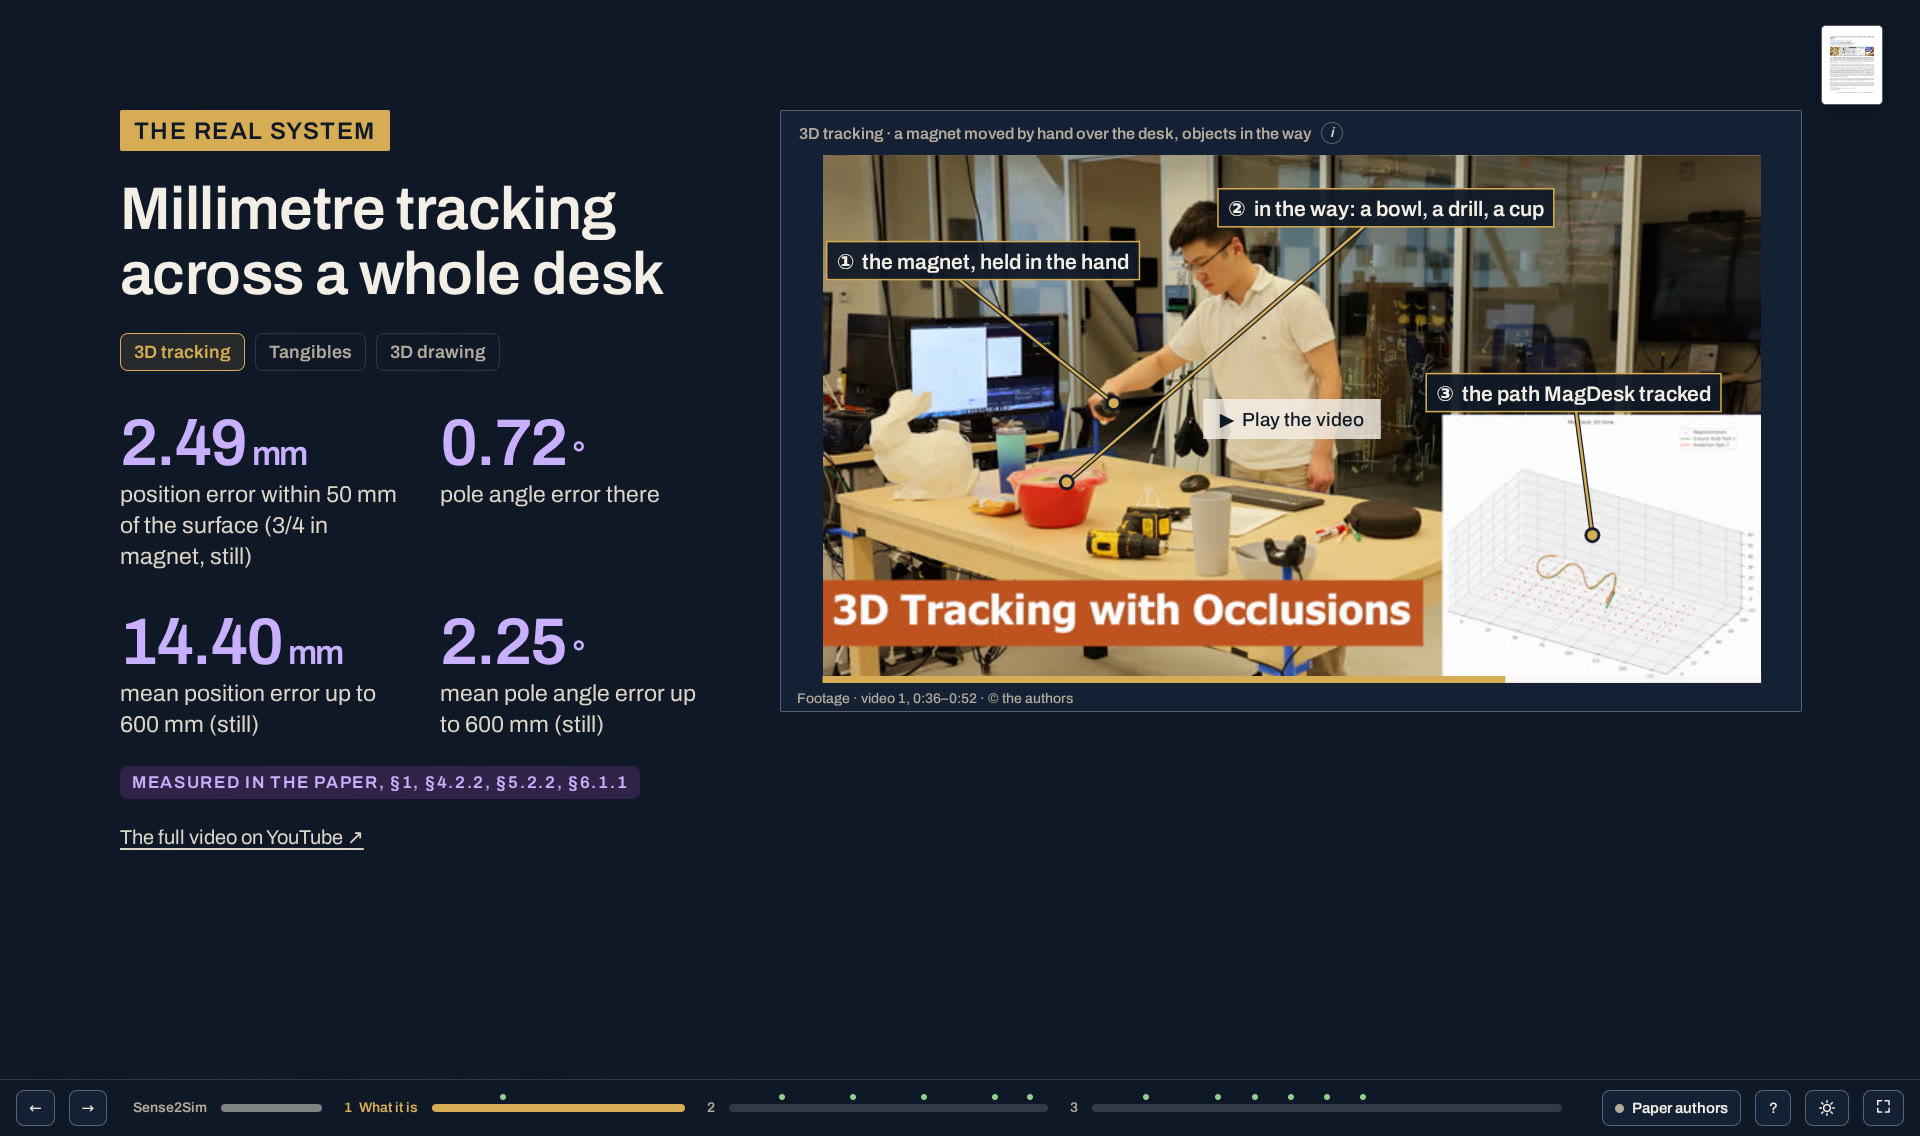 THE REAL SYSTEM
Millimetre tracking
across a whole desk
3D tracking
Tangibles
3D drawing
2.49 mm
position error within 50 mm
of the surface (3/4 in
magnet, still)
0.72°
pole angle error there
14.40 mm
mean position error up to
600 mm (still)
2.25°
mean pole angle error up
to 600 mm (still)
MEASURED IN THE PAPER, §1, §4.2.2, §5.2.2, §6.1.1
The full video on YouTube ↗
3D tracking · a magnet moved by hand over the desk, objects in the way i
② in the way: a bowl, a drill, a cup
① the magnet, held in the hand
③ the path MagDesk tracked
▶ Play the video
3D Tracking with Occlusions
Footage · video 1, 0:36–0:52 · © the authors
← → Sense2Sim 1 What it is 2 3 Paper authors ?